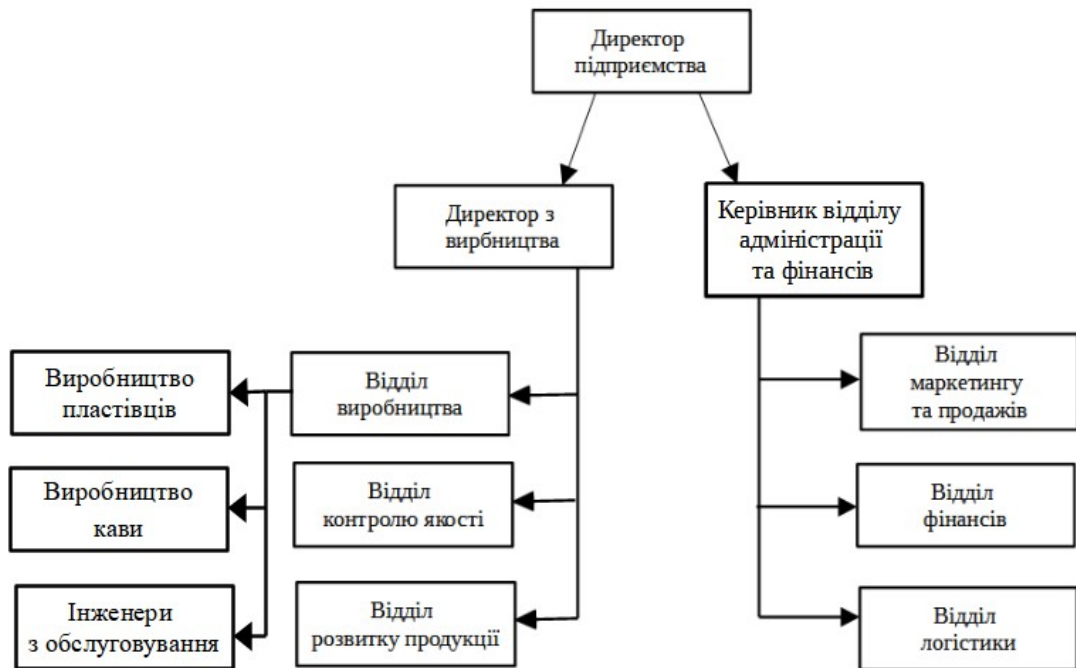 Директор
підприємства
Директор з
вирбництва
Керівник відділу
адміністрації
та фінансів
Виробництво
пластівців
Відділ
виробництва
Відділ
маркетингу
та продажів
Виробництво
кави
Відділ
контролю якості
Відділ
фінансів
Інженери
з обслуговування
Відділ
розвитку продукції
Відділ
логістики